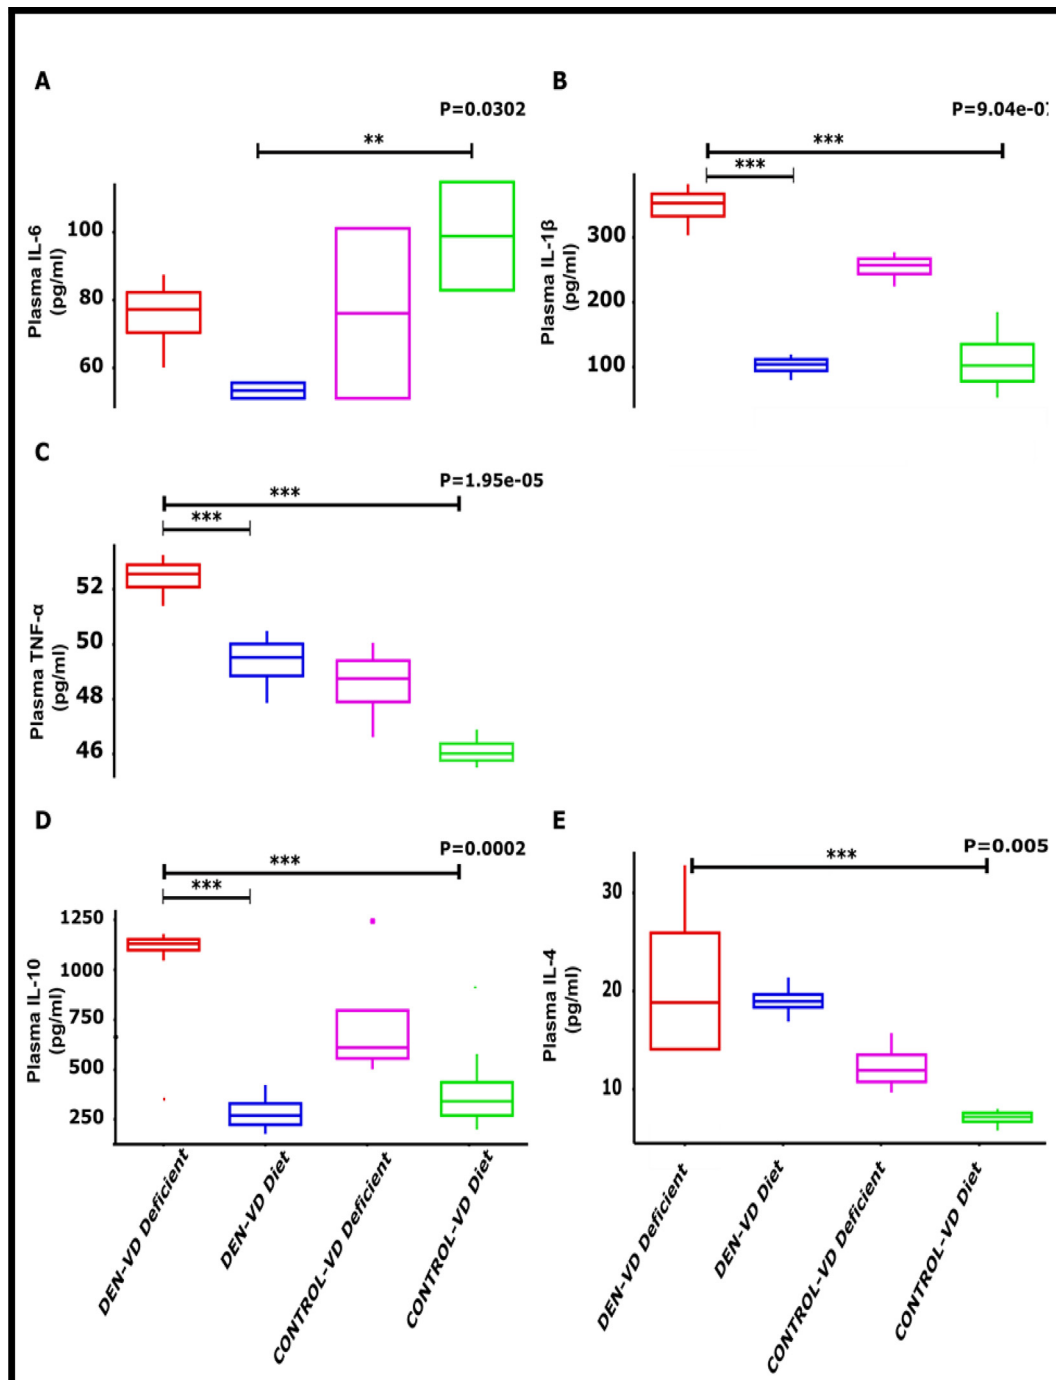 A
P=0.0302
**
Plasma IL-6
(pg/ml)
100
80
60
B
P=9.04e-07
***
***
Plasma IL-1β
(pg/ml)
300
200
100
C
P=1.95e-05
***
***
Plasma TNF-α
(pg/ml)
52
50
48
46
D
P=0.0002
***
***
Plasma IL-10
(pg/ml)
1250
1000
750
500
250
DEN-VD Deficient
DEN-VD Diet
CONTROL-VD Deficient
CONTROL-VD Diet
E
P=0.005
***
Plasma IL-4
(pg/ml)
30
20
10
DEN-VD Deficient
DEN-VD Diet
CONTROL-VD Deficient
CONTROL-VD Diet